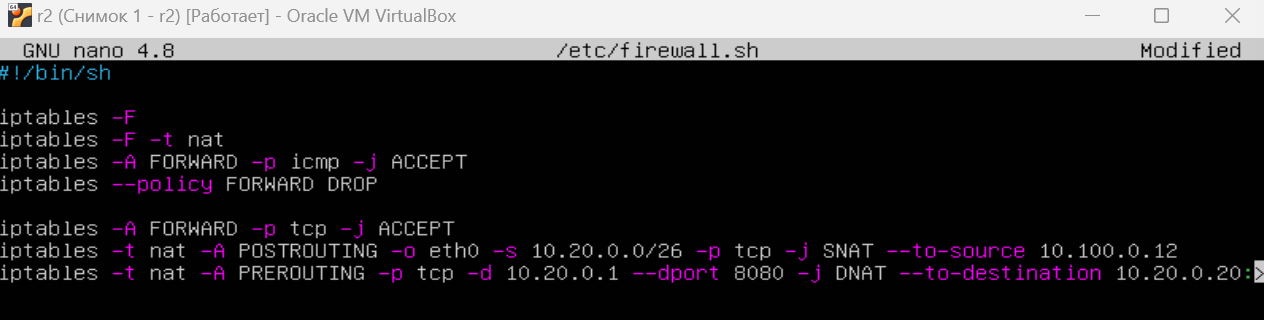 r2 (Снимок 1 - r2) [Работает] - Oracle VM VirtualBox
GNU nano 4.8 /etc/firewall.sh Modified
#!/bin/sh
iptables -F
iptables -F -t nat
iptables -A FORWARD -p icmp -j ACCEPT
iptables --policy FORWARD DROP
iptables -A FORWARD -p tcp -j ACCEPT
iptables -t nat -A POSTROUTING -o eth0 -s 10.20.0.0/26 -p tcp -j SNAT --to-source 10.100.0.12
iptables -t nat -A PREROUTING -p tcp -d 10.20.0.1 --dport 8080 -j DNAT --to-destination 10.20.0.20:>